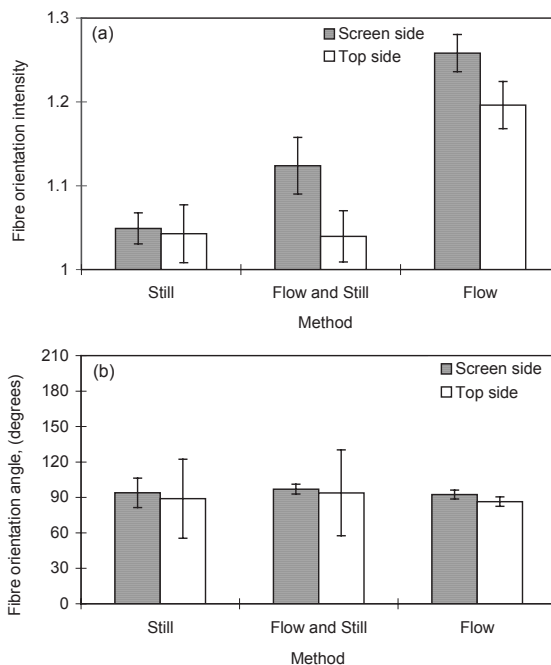 (a)
Screen side
Top side
1.3
1.2
1.1
1
Fibre orientation intensity
Still
Flow and Still
Flow
Method
(b)
Screen side
Top side
210
180
150
120
90
60
30
0
Fibre orientation angle, (degrees)
Still
Flow and Still
Flow
Method